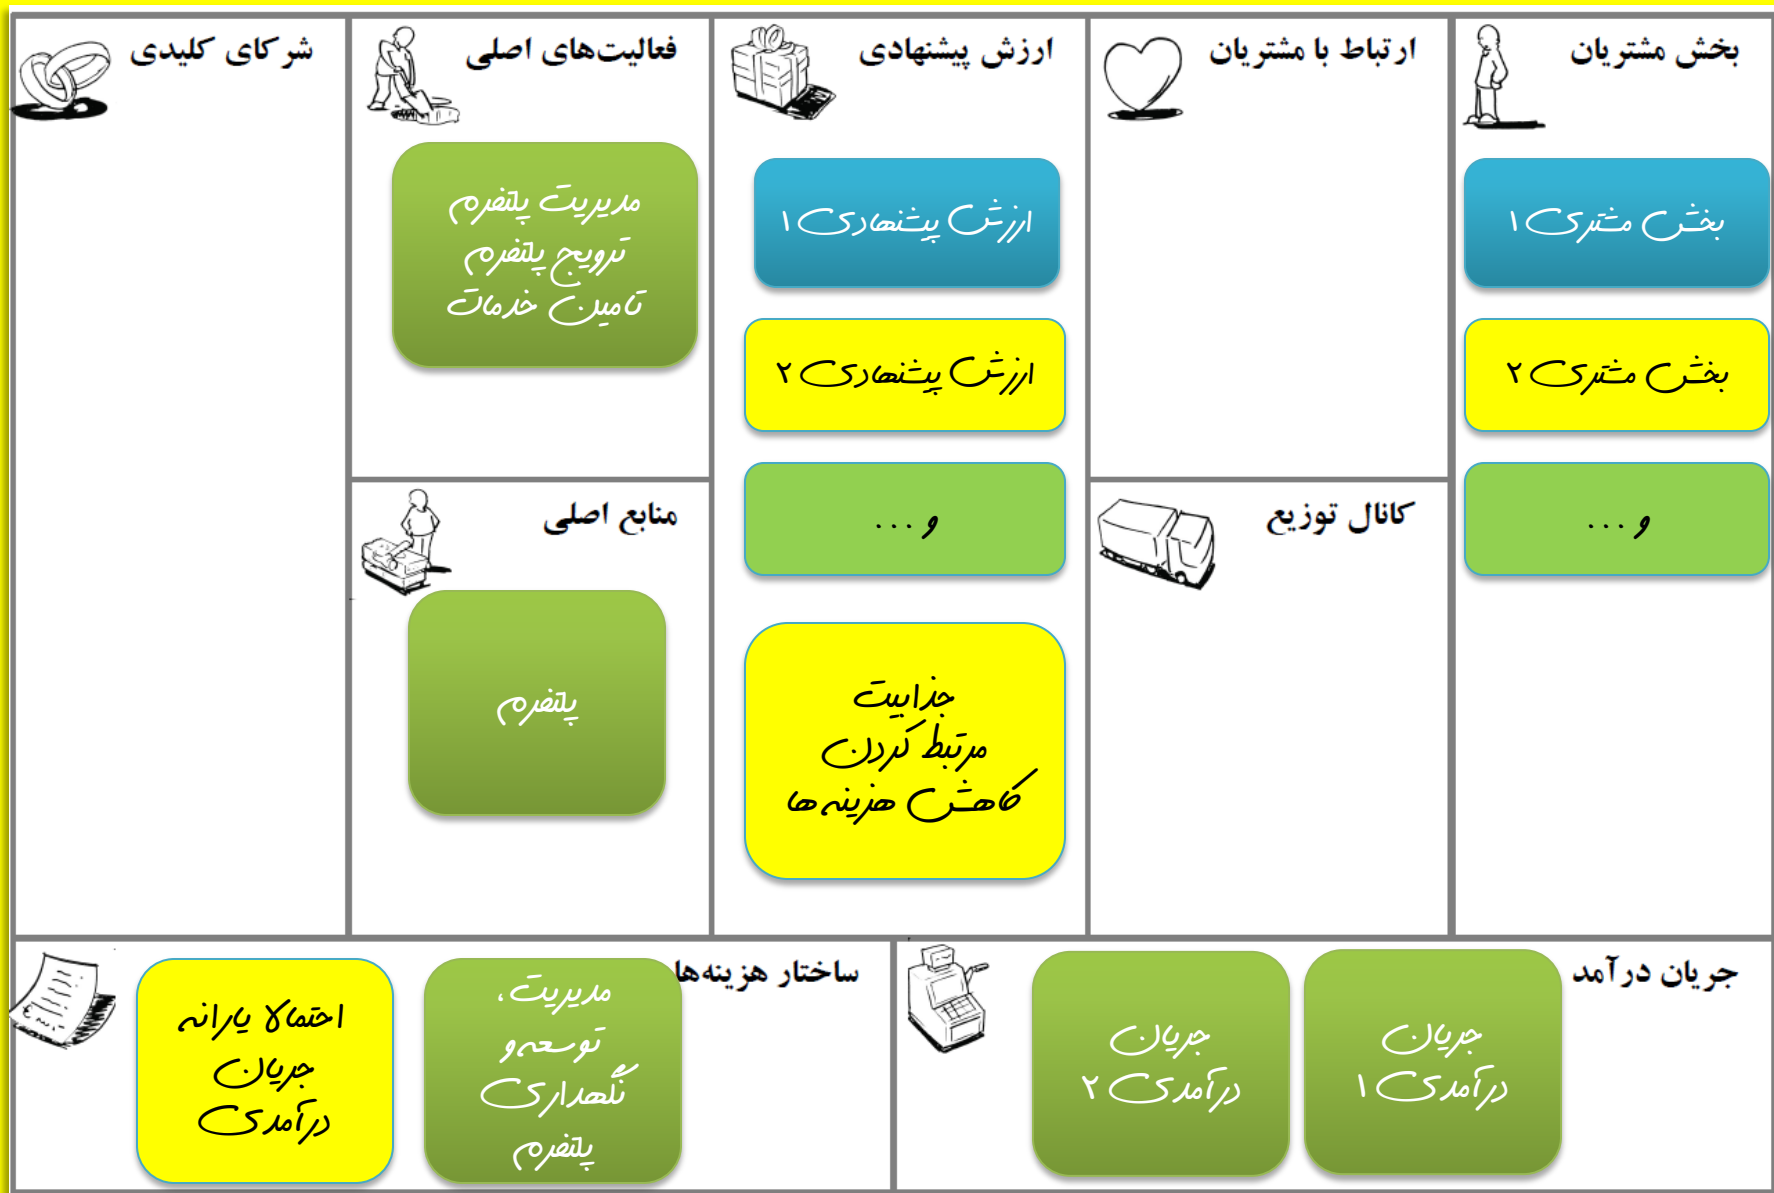 بخش مشتریان
بخش مشتری ۱
بخش مشتری ۲
و ...
ارتباط با مشتریان
کانال توزیع
ارزش پیشنهادی
ارزش پیشنهادی ۱
ارزش پیشنهادی ۲
و ...
جذابیت
مرتبط کردن
کاهش هزینه ها
فعالیت‌های اصلی
مدیریت پلتفرم
ترویج پلتفرم
تامین خدمات
منابع اصلی
پلتفرم
شرکای کلیدی
جریان درآمد
جریان
درآمدی ۱
جریان
درآمدی ۲
ساختار هزینه‌ها
مدیریت،
توسعه و
نگهداری
پلتفرم
احتمالا یارانه
جریان
درآمدی